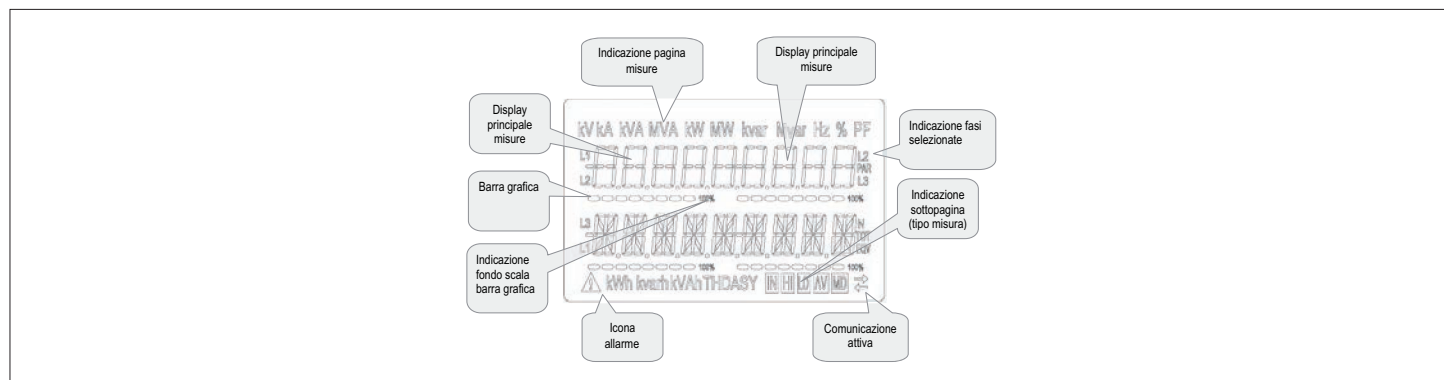 Indicazione pagina
misure
Display principale
misure
Display
principale
misure
kV kA kVA MVA kW MW kvar Mvar Hz % PF
Indicazione fasi
selezionate
L1
L2
PAR
L2
L3
Barra grafica
100%
100%
Indicazione
sottopagina
(tipo misura)
L3
N
L1
EQV
Indicazione
fondo scala
barra grafica
100%
100%
kWh kvarh kVAh THD ASY IN HI LO AV MD
Icona
allarme
Comunicazione
attiva